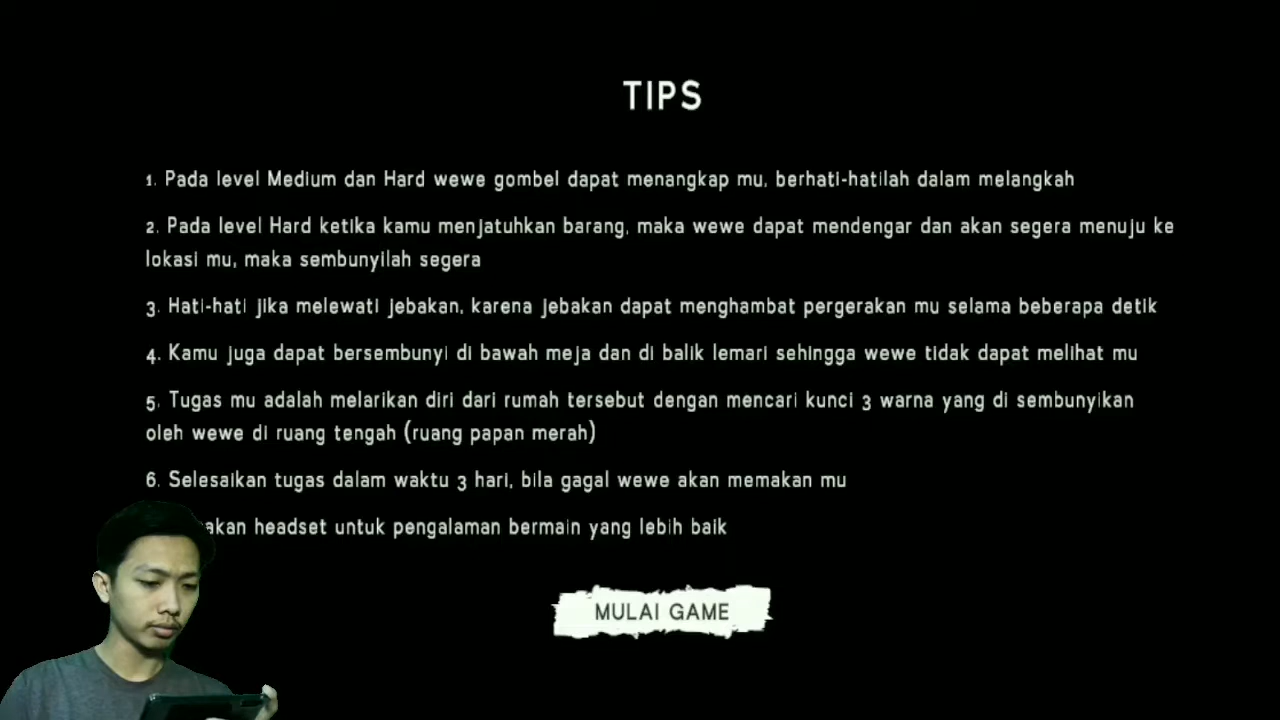 TIPS
1. Pada level Medium dan Hard wewe gombel dapat menangkap mu, berhati-hatilah dalam melangkah
2. Pada level Hard ketika kamu menjatuhkan barang, maka wewe dapat mendengar dan akan segera menuju ke
lokasi mu, maka sembunyilah segera
3. Hati-hati jika melewati jebakan, karena jebakan dapat menghambat pergerakan mu selama beberapa detik
4. Kamu juga dapat bersembunyi di bawah meja dan di balik lemari sehingga wewe tidak dapat melihat mu
5. Tugas mu adalah melarikan diri dari rumah tersebut dengan mencari kunci 3 warna yang di sembunyikan
oleh wewe di ruang tengah (ruang papan merah)
6. Selesaikan tugas dalam waktu 3 hari, bila gagal wewe akan memakan mu
headset untuk pengalaman bermain yang lebih baik
MULAI GAME